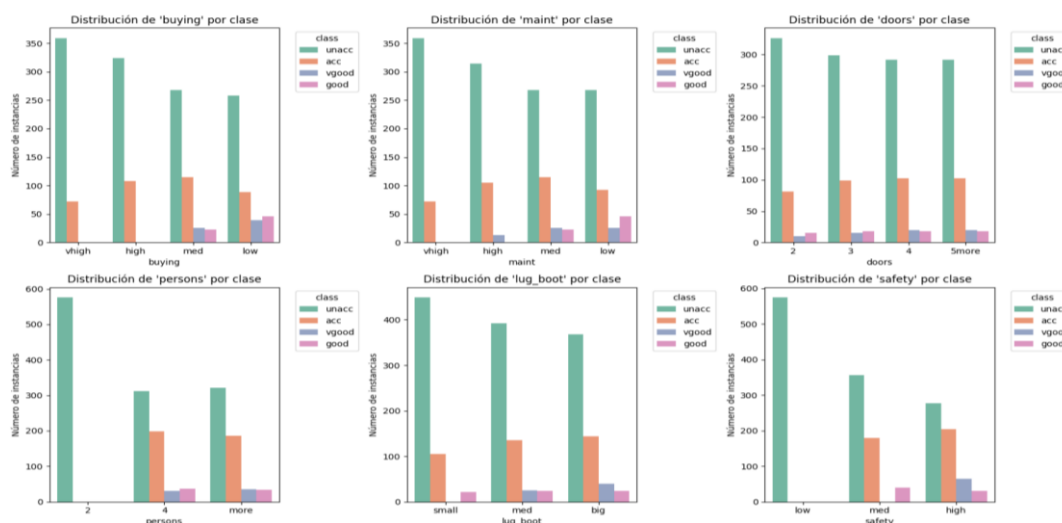 Distribución de 'buying' por clase
Número de instancias
350
300
250
200
150
100
50
0
vhigh high med low
buying
class
unacc
acc
vgood
good
Distribución de 'maint' por clase
Número de instancias
350
300
250
200
150
100
50
0
vhigh high med low
maint
class
unacc
acc
vgood
good
Distribución de 'doors' por clase
Número de instancias
300
250
200
150
100
50
0
2 3 4 5more
doors
class
unacc
acc
vgood
good
Distribución de 'persons' por clase
Número de instancias
600
500
400
300
200
100
0
2 4 more
persons
class
unacc
acc
vgood
good
Distribución de 'lug_boot' por clase
Número de instancias
400
300
200
100
0
small med big
lug_boot
class
unacc
acc
vgood
good
Distribución de 'safety' por clase
Número de instancias
600
500
400
300
200
100
0
low med high
safety
class
unacc
acc
vgood
good